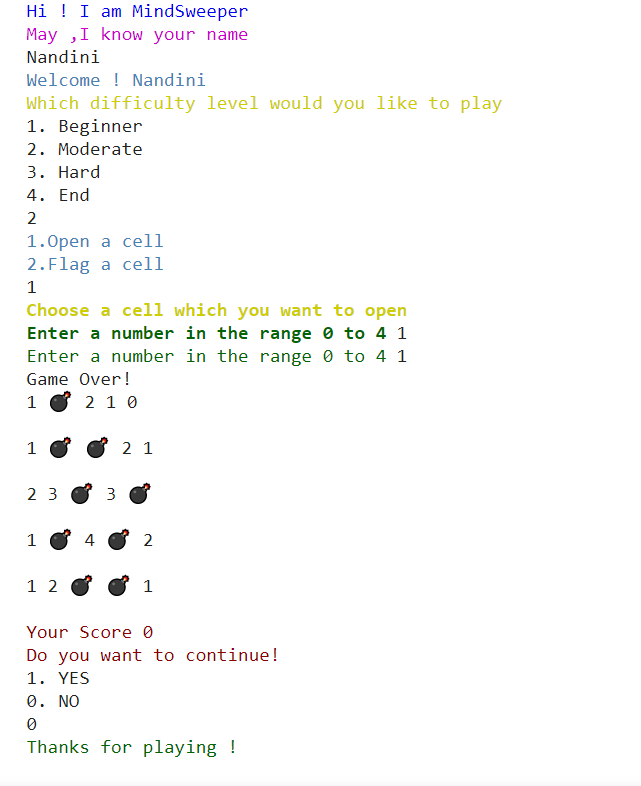 Hi ! I am MindSweeper
May ,I know your name
Nandini
Welcome ! Nandini
Which difficulty level would you like to play
1. Beginner
2. Moderate
3. Hard
4. End
2
1.Open a cell
2.Flag a cell
1
Choose a cell which you want to open
Enter a number in the range 0 to 4 1
Enter a number in the range 0 to 4 1
Game Over!
1 💣 2 1 0
1 💣 💣 2 1
2 3 💣 3 💣
1 💣 4 💣 2
1 2 💣 💣 1
Your Score 0
Do you want to continue!
1. YES
0. NO
0
Thanks for playing !